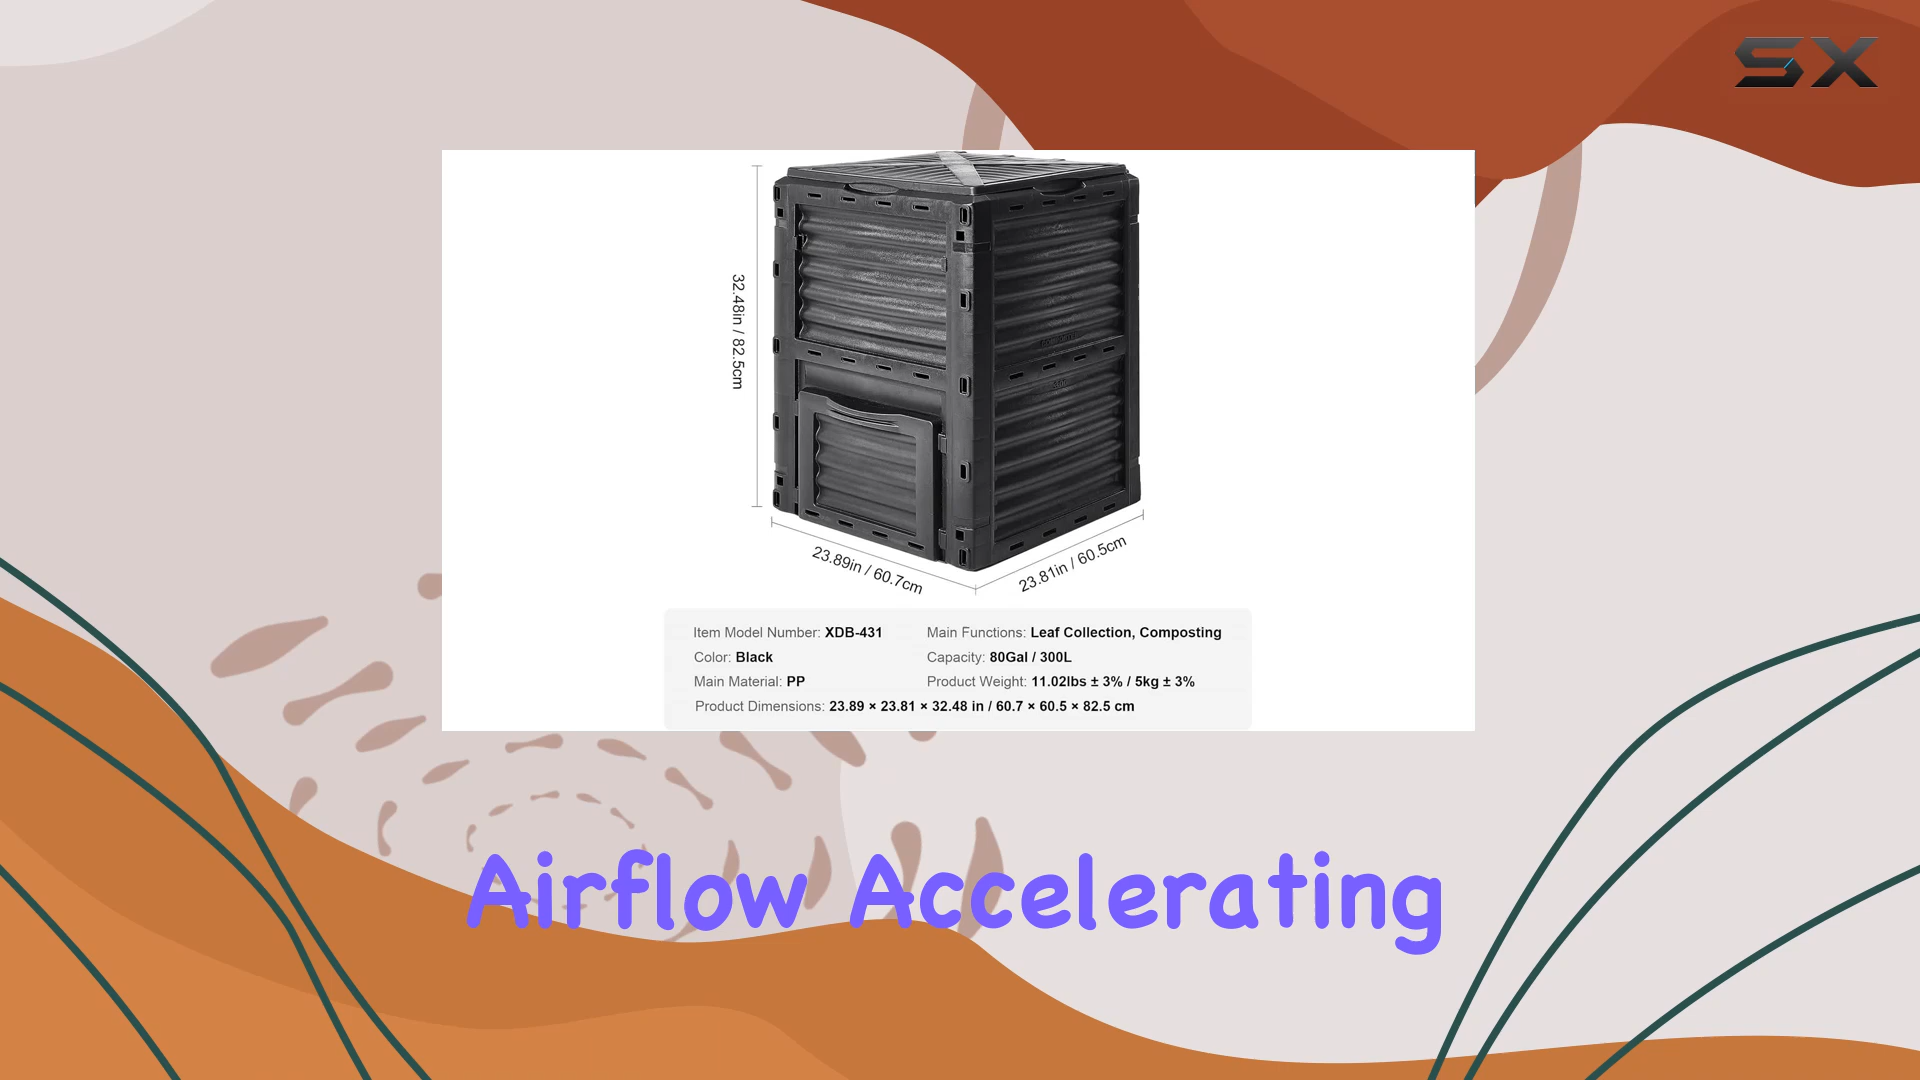 SX
32.48in / 82.5cm
23.89in / 60.7cm
23.81in / 60.5cm
Item Model Number: XDB-431
Main Functions: Leaf Collection, Composting
Color: Black
Capacity: 80Gal / 300L
Main Material: PP
Product Weight: 11.02lbs ± 3% / 5kg ± 3%
Product Dimensions: 23.89 × 23.81 × 32.48 in / 60.7 × 60.5 × 82.5 cm
Airflow Accelerating